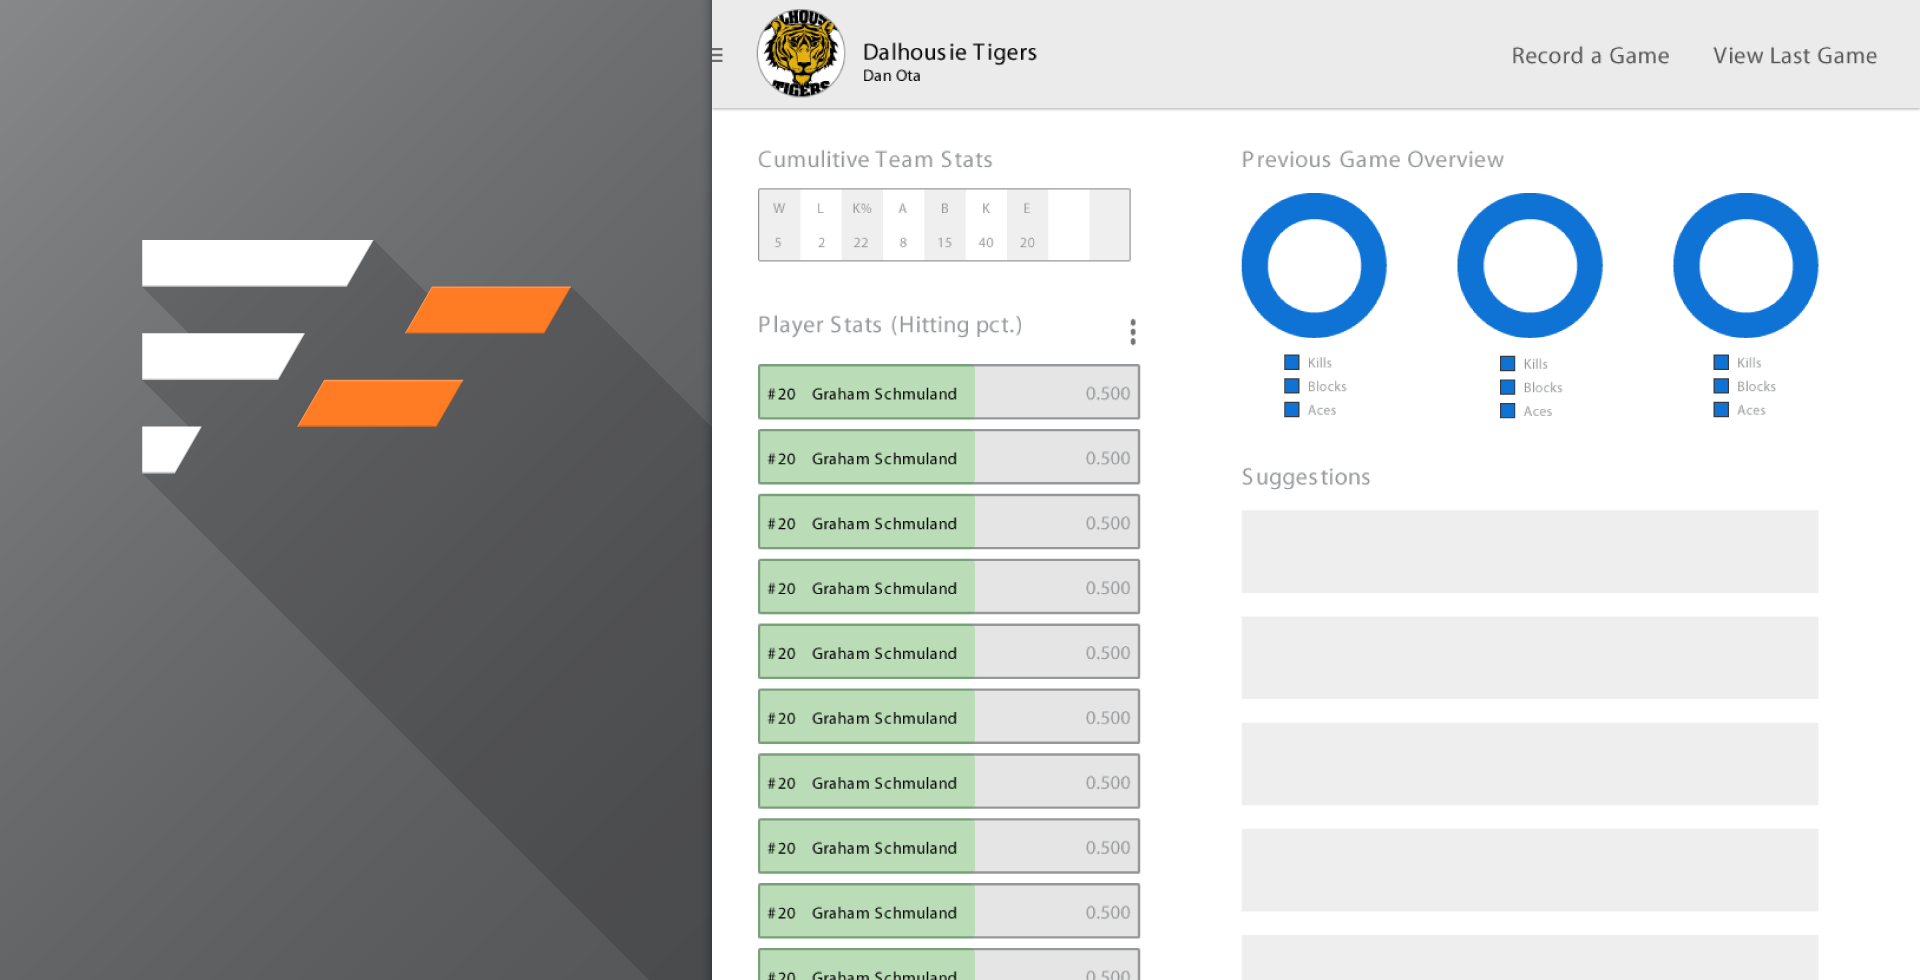 DALHOUSIE
TIGERS
Dalhousie Tigers
Dan Ota
Record a Game
View Last Game
Cumulitive Team Stats
W L K% A B K E
5 2 22 8 15 40 20
Player Stats (Hitting pct.)
#20 Graham Schmuland 0.500
#20 Graham Schmuland 0.500
#20 Graham Schmuland 0.500
#20 Graham Schmuland 0.500
#20 Graham Schmuland 0.500
#20 Graham Schmuland 0.500
#20 Graham Schmuland 0.500
#20 Graham Schmuland 0.500
#20 Graham Schmuland 0.500
#20 Graham Schmuland 0.500
Previous Game Overview
Kills
Blocks
Aces
Kills
Blocks
Aces
Kills
Blocks
Aces
Suggestions